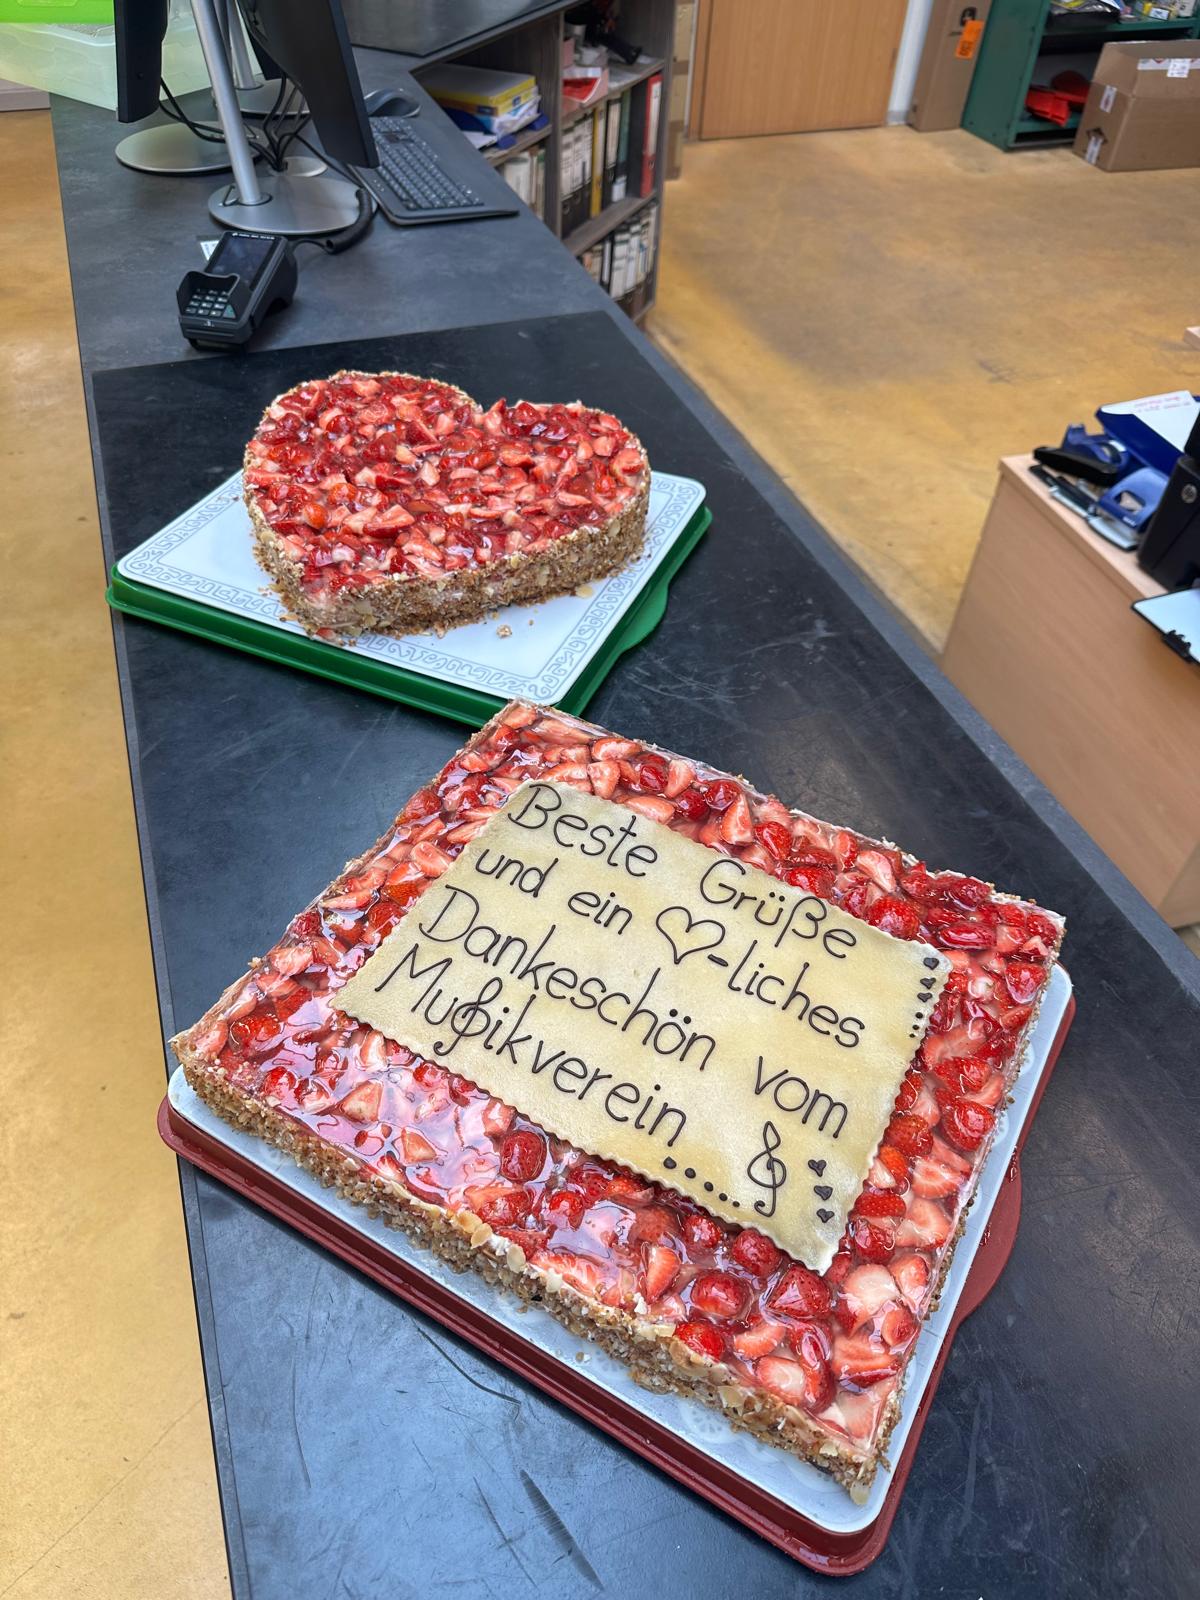 Beste Grüße
und ein ♡-liches
Dankeschön vom
Musikverein.....